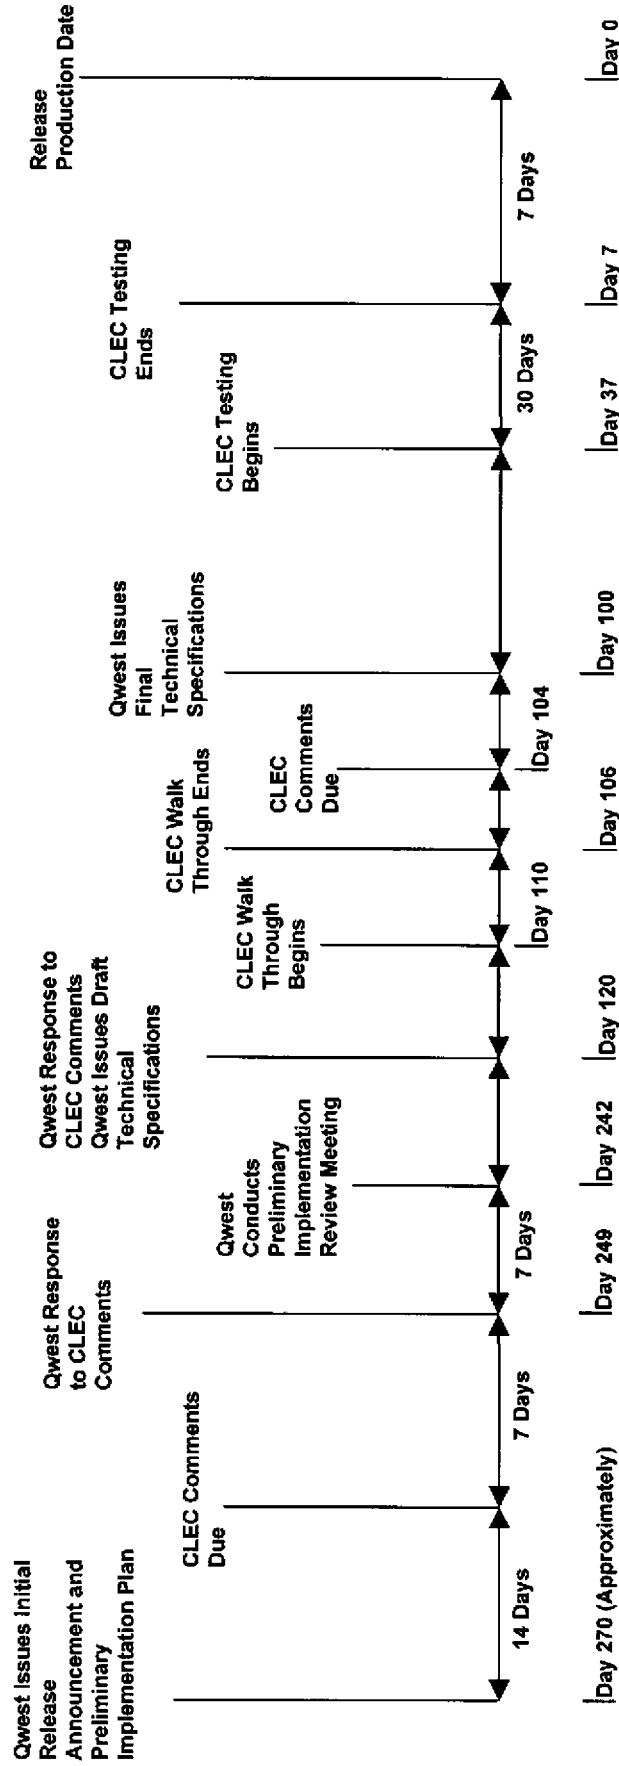 Qwest Issues Initial
Release
Announcement and
Preliminary
Implementation Plan
CLEC Comments
Due
Qwest Response
to CLEC
Comments
Qwest
Conducts
Preliminary
Implementation
Review Meeting
Qwest Response to
CLEC Comments
Qwest Issues Draft
Technical
Specifications
CLEC Walk
Through
Begins
CLEC Walk
Through Ends
CLEC
Comments
Due
Qwest Issues
Final
Technical
Specifications
CLEC Testing
Begins
CLEC Testing
Ends
Release
Production Date
14 Days
7 Days
7 Days
30 Days
7 Days
Day 270 (Approximately)
Day 249
Day 242
Day 120
Day 110
Day 106
Day 104
Day 100
Day 37
Day 7
Day 0